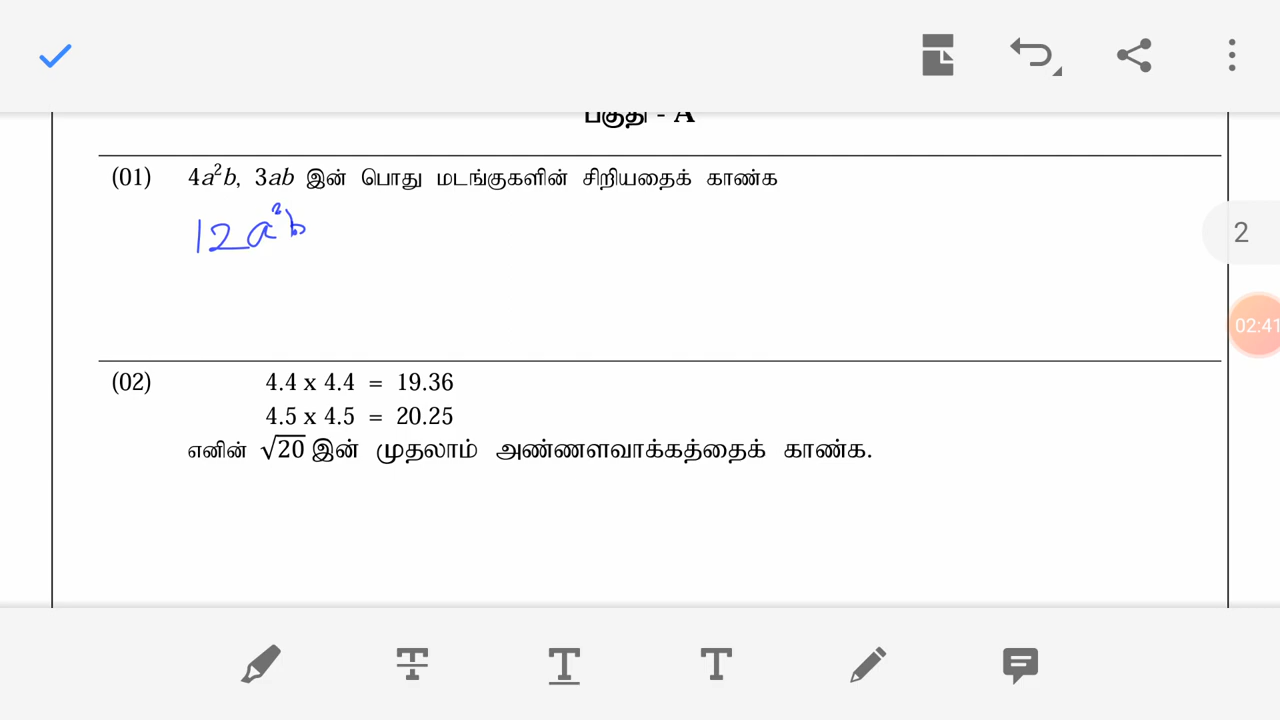 பகுதி - A
(01) 4a²b, 3ab இன் பொது மடங்குகளின் சிறியதைக் காண்க
12a²b
2
02:41
(02) 4.4 x 4.4 = 19.36
4.5 x 4.5 = 20.25
எனின் √20 இன் முதலாம் அண்ணளவாக்கத்தைக் காண்க.
T T T